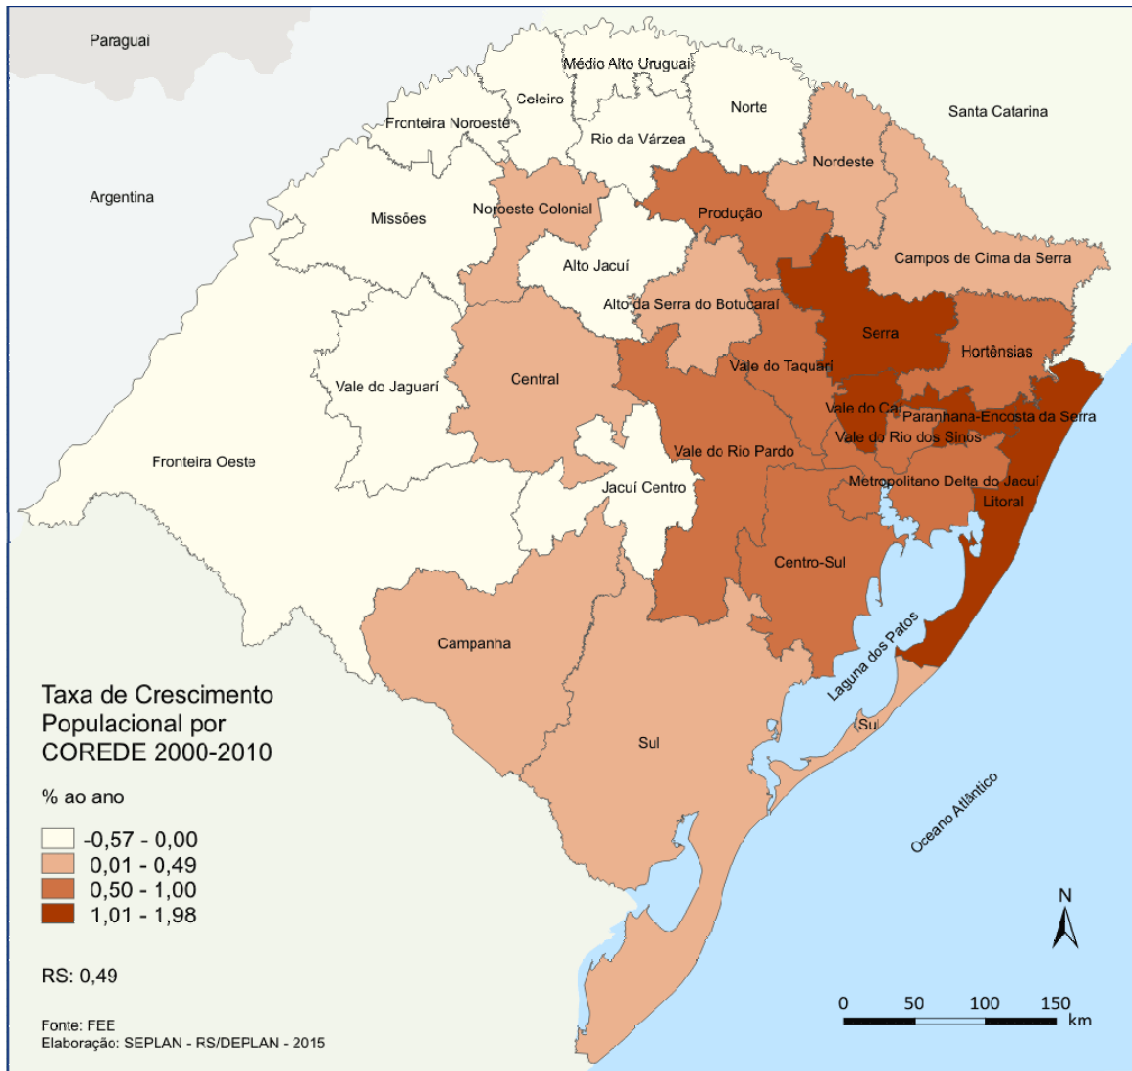 Paraguai
Médio Alto Uruguai
Celeiro
Norte
Santa Catarina
Fronteira Noroeste
Rio da Várzea
Nordeste
Argentina
Missões
Noroeste Colonial
Produção
Alto Jacuí
Campos de Cima da Serra
Alto da Serra do Botucaraí
Serra
Hortênsias
Central
Vale do Taquari
Vale do Jaguari
Vale do Caí
Paranhana-Encosta da Serra
Vale do Rio dos Sinos
Vale do Rio Pardo
Fronteira Oeste
Jacuí Centro
Metropolitano Delta do Jacuí
Litoral
Centro-Sul
Campanha
Laguna dos Patos
Sul
(Sul
Oceano Atlântico
Taxa de Crescimento
Populacional por
COREDE 2000-2010
% ao ano
-0,57 - 0,00
0,01 - 0,49
0,50 - 1,00
1,01 - 1,98
RS: 0,49
Fonte: FEE
Elaboração: SEPLAN - RS/DEPLAN - 2015
N
0 50 100 150
km